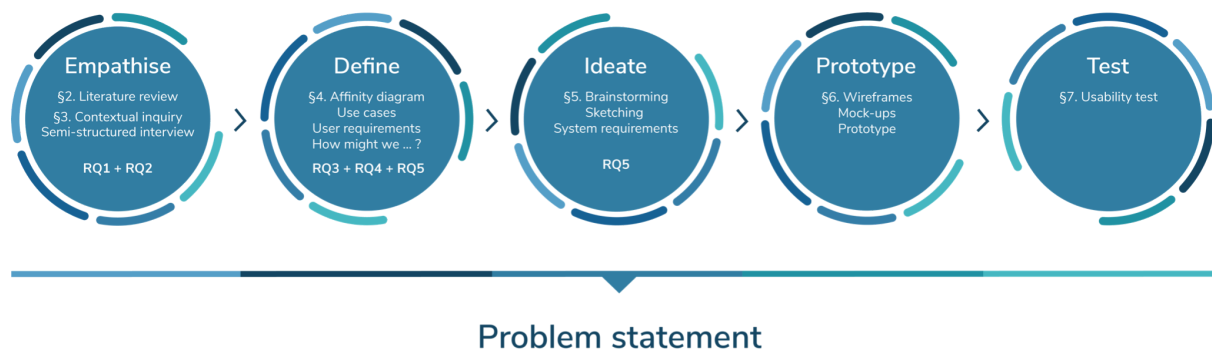 Empathise
§2. Literature review
§3. Contextual inquiry
Semi-structured interview
RQ1 + RQ2
Define
§4. Affinity diagram
Use cases
User requirements
How might we ... ?
RQ3 + RQ4 + RQ5
Ideate
§5. Brainstorming
Sketching
System requirements
RQ5
Prototype
§6. Wireframes
Mock-ups
Prototype
Test
§7. Usability test
Problem statement